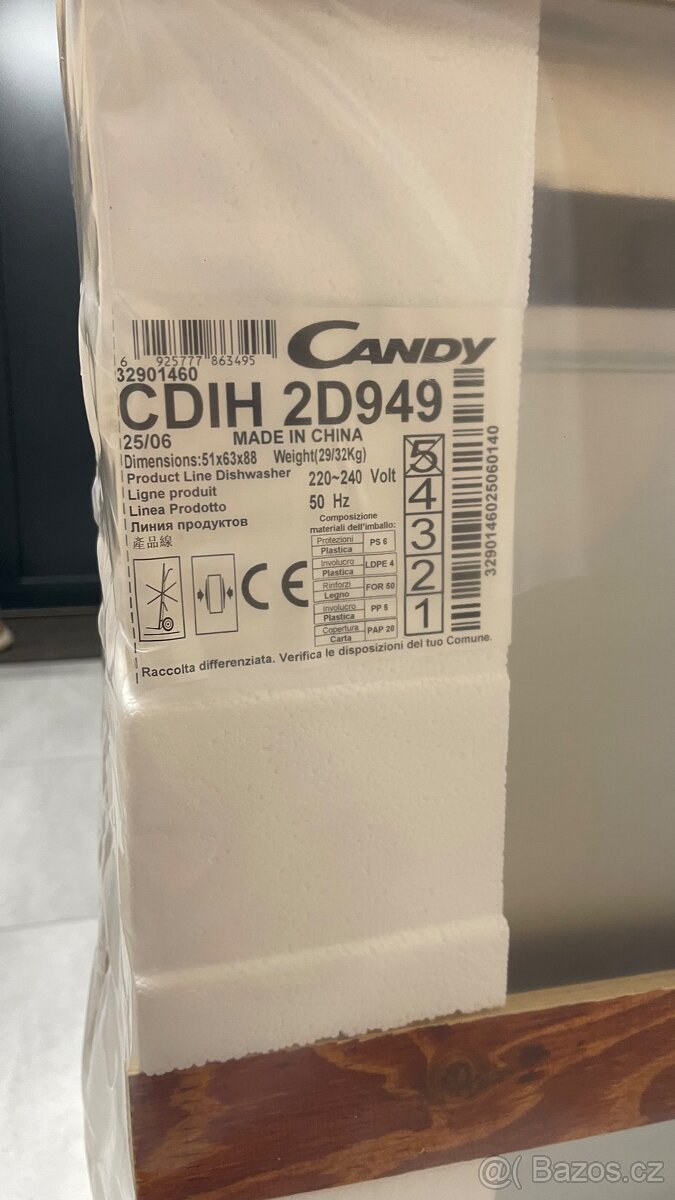 6 925777 863495
CANDY
32901460
CDIH 2D949
25/06 MADE IN CHINA
Dimensions:51x63x88 Weight(29/32Kg)
Product Line Dishwasher 220~240 Volt
Ligne produit 50 Hz
Linea Prodotto
Линия продуктов
產品線
Composizione
materiali dell'imballo:
Protezioni
Plastica PS 6
Involucro
Plastica LDPE 4
Rinforzi
Legno FOR 50
Involucro
Plastica PP 5
Copertura
Carta PAP 20
CE
5
4
3
2
1
3290146025060140
Raccolta differenziata. Verifica le disposizioni del tuo Comune.
@( Bazos.cz